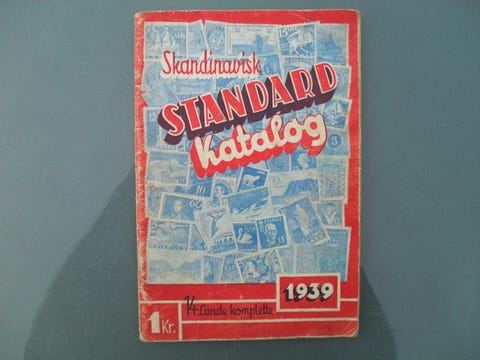 Skandinavisk
STANDARD
Katalog
14 Lande komplette
1939
1 Kr.